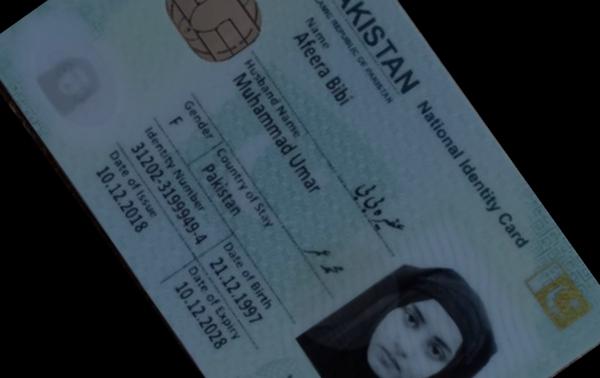 PAKISTAN National Identity Card
ISLAMIC REPUBLIC OF PAKISTAN
Name
Afeera Bibi
Husband Name
Muhammad Umar
Gender
F
Country of Stay
Pakistan
Identity Number
31202-3199949-4
Date of Birth
21.12.1997
Date of Issue
10.12.2018
Date of Expiry
10.12.2028